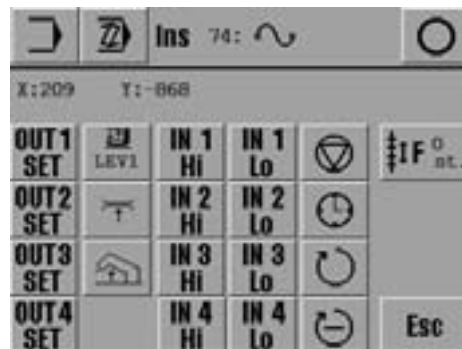 Ins 74:
X:209 Y:-868
OUT1 SET LEV1 IN 1 Hi IN 1 Lo IF
OUT2 SET IN 2 Hi IN 2 Lo
OUT3 SET IN 3 Hi IN 3 Lo
OUT4 SET IN 4 Hi IN 4 Lo Esc